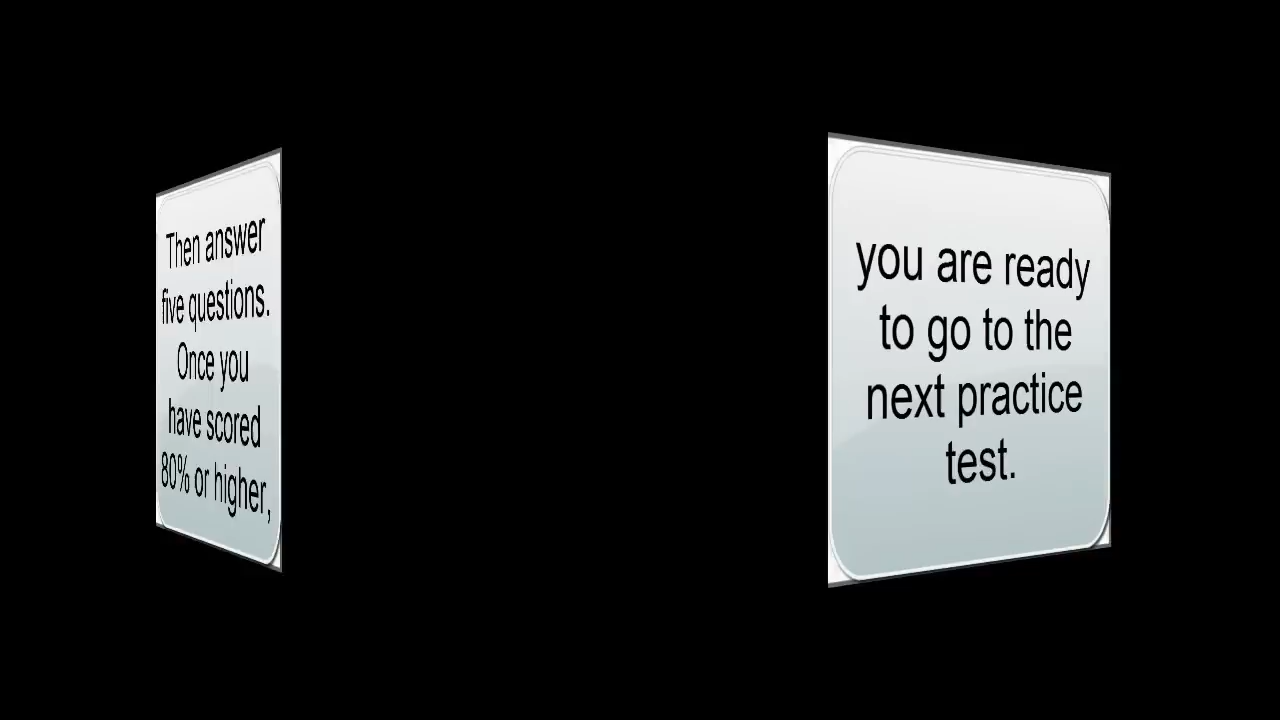 Then answer
five questions.
Once you
have scored
80% or higher,
you are ready
to go to the
next practice
test.